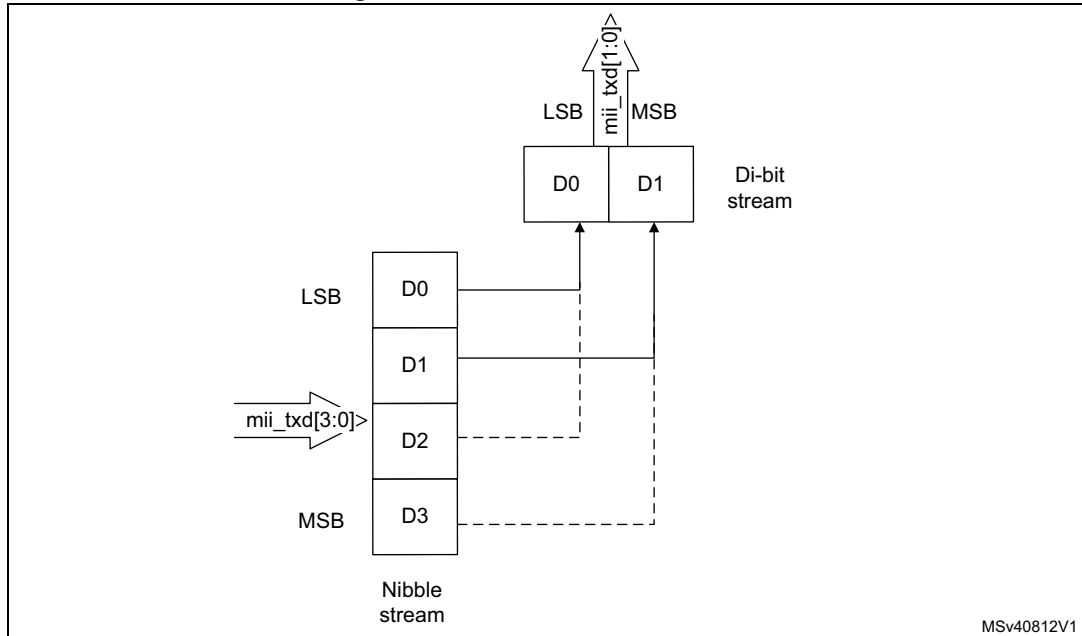 mii_txd[1:0]>
LSB
MSB
D0
D1
Di-bit
stream
LSB
D0
D1
mii_txd[3:0]>
D2
MSB
D3
Nibble
stream
MSv40812V1